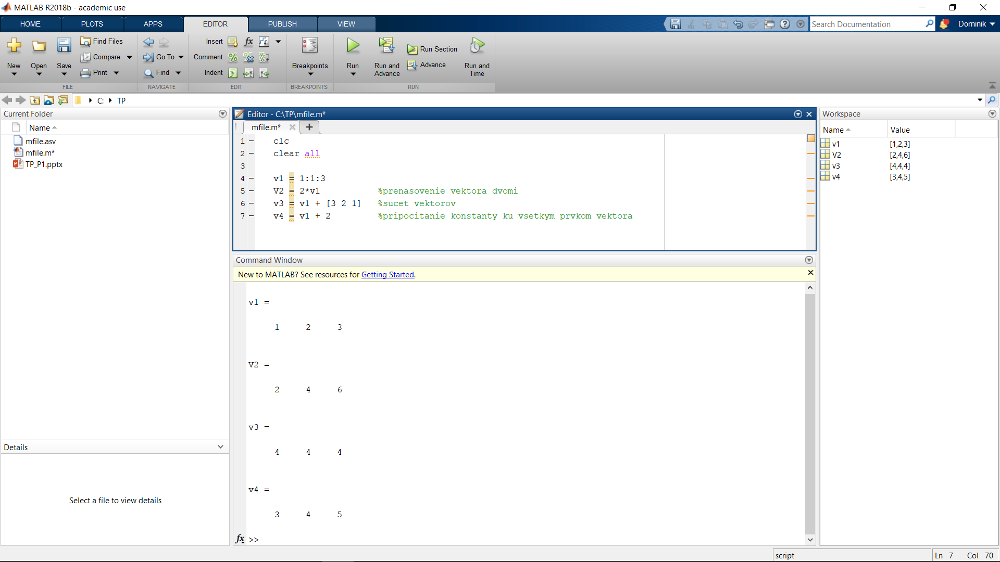 MATLAB R2018b - academic use
HOME PLOTS APPS EDITOR PUBLISH VIEW
Search Documentation
Dominik
New Open Save
Find Files
Compare
Print
Go To
Find
Insert
Comment
Indent
Breakpoints
Run
Run and Advance
Run Section
Advance
Run and Time
FILE NAVIGATE EDIT BREAKPOINTS RUN
C: TP
Current Folder
Name
mfile.asv
mfile.m*
TP_P1.pptx
Details
Select a file to view details
Editor - C:\TP\mfile.m*
mfile.m*
1 clc
2 clear all
3
4 v1 = 1:1:3
5 V2 = 2*v1 %prenasovenie vektora dvomi
6 v3 = v1 + [3 2 1] %sucet vektorov
7 v4 = v1 + 2 %pripocitanie konstanty ku vsetkym prvkom vektora
Command Window
New to MATLAB? See resources for Getting Started.
v1 =
1 2 3
V2 =
2 4 6
v3 =
4 4 4
v4 =
3 4 5
fx >>
Workspace
Name Value
v1 [1,2,3]
V2 [2,4,6]
v3 [4,4,4]
v4 [3,4,5]
script Ln 7 Col 70